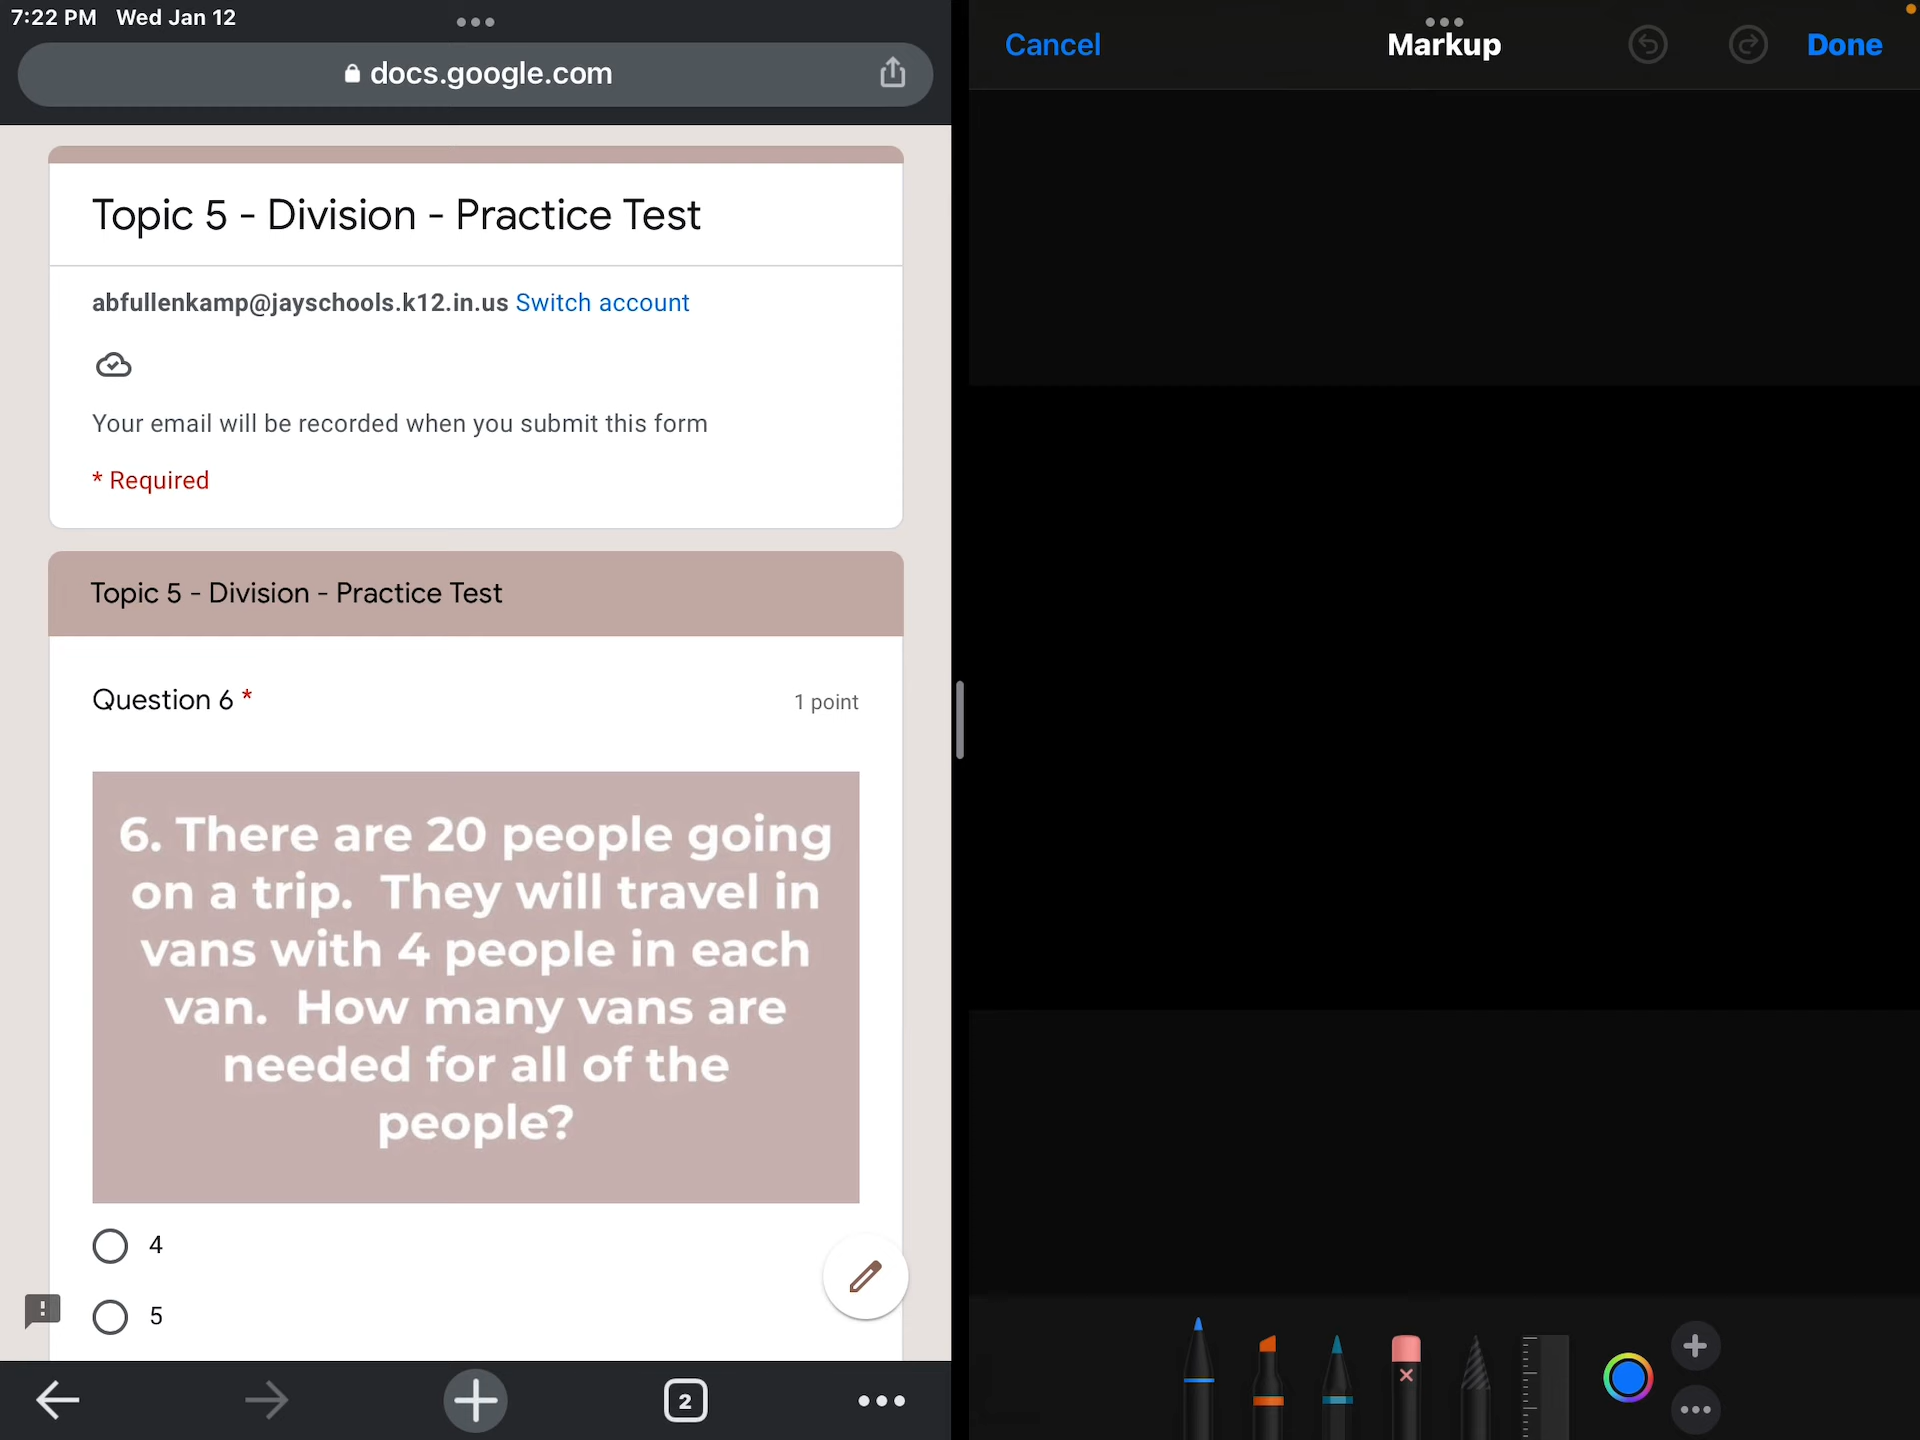 7:22 PM Wed Jan 12
docs.google.com
Topic 5 - Division - Practice Test
abfullenkamp@jayschools.k12.in.us Switch account
Your email will be recorded when you submit this form
* Required
Topic 5 - Division - Practice Test
Question 6 *
1 point
6. There are 20 people going
on a trip. They will travel in
vans with 4 people in each
van. How many vans are
needed for all of the
people?
4
5
2
Cancel
Markup
Done